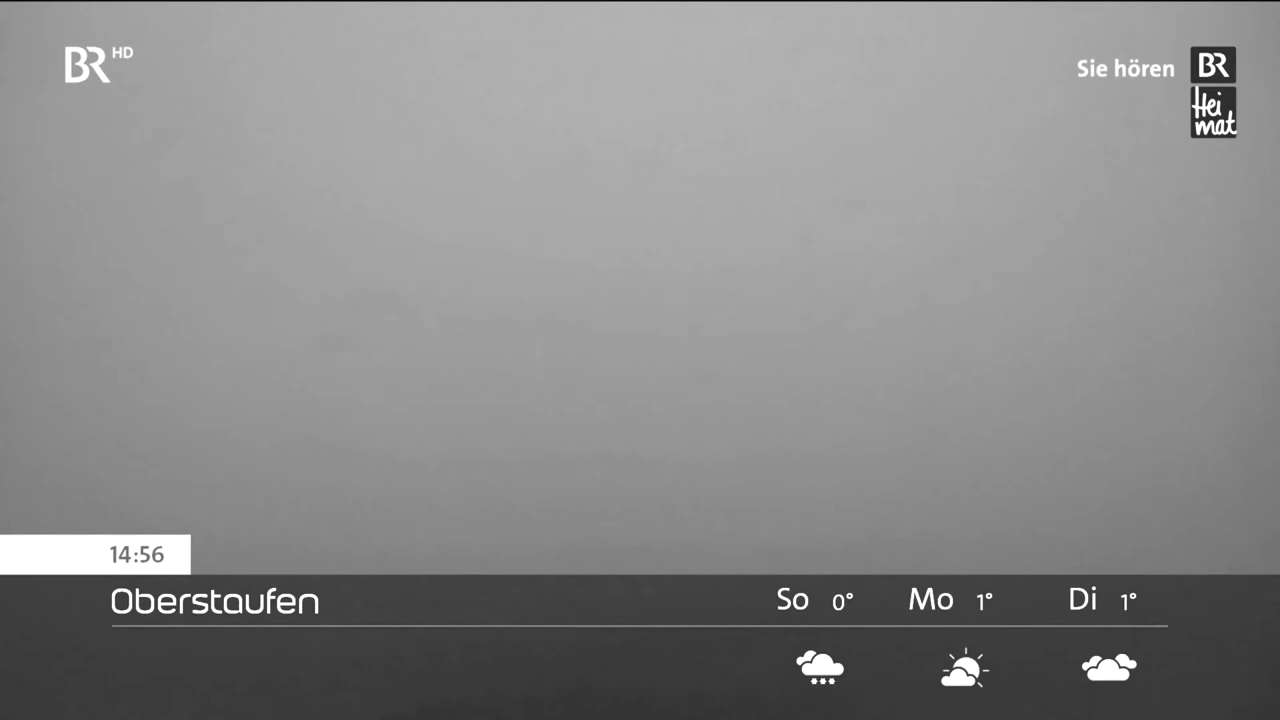 BR HD
Sie hören BR
Hei
mat
14:56
Oberstaufen
So 0° Mo 1° Di 1°